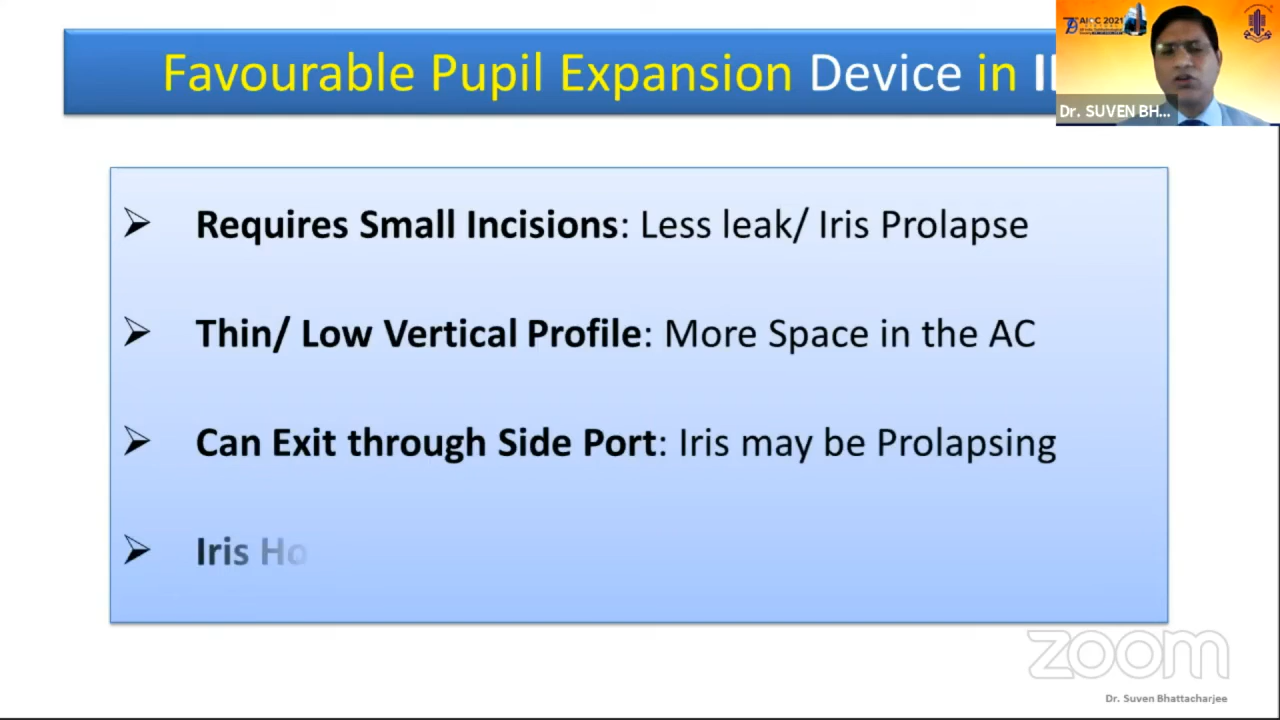 Favourable Pupil Expansion Device in
AIOC 2021
Dr. SUVEN BH...
➢ Requires Small Incisions: Less leak/ Iris Prolapse
➢ Thin/ Low Vertical Profile: More Space in the AC
➢ Can Exit through Side Port: Iris may be Prolapsing
➢ Iris Ho
zoom
Dr. Suven Bhattacharjee